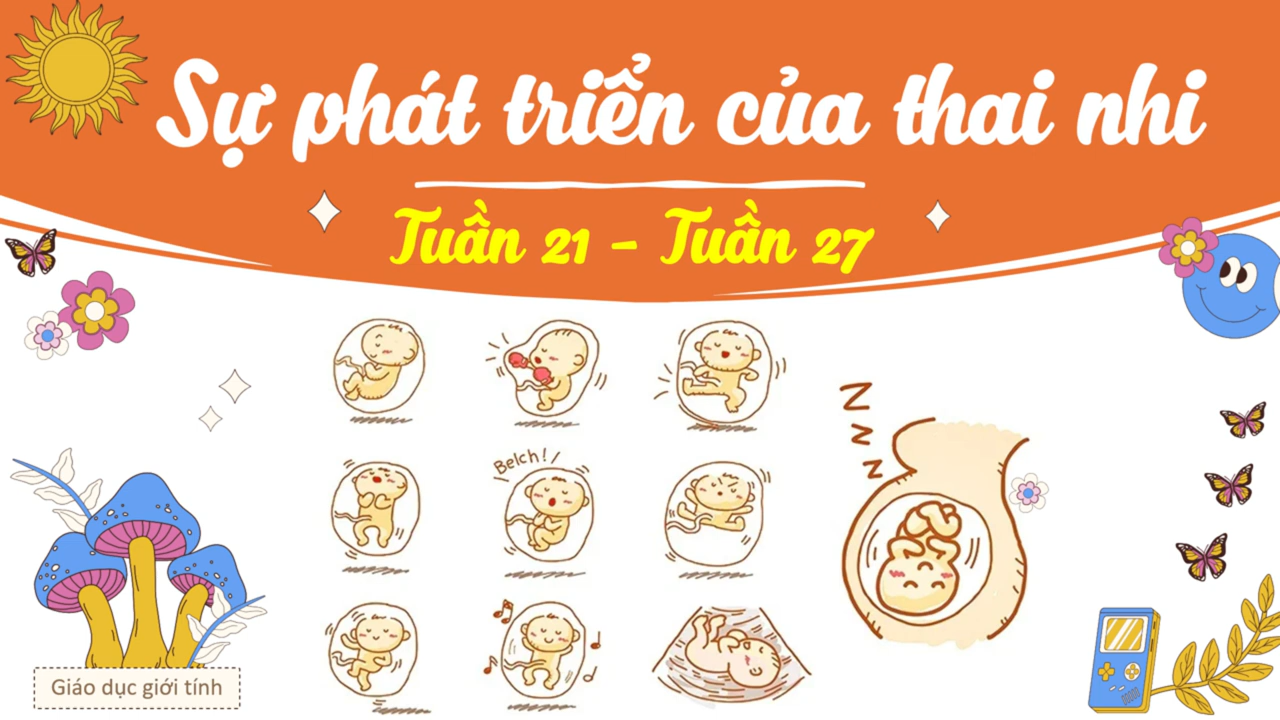 Sự phát triển của thai nhi
Tuần 21 - Tuần 27
Belch!
Z
Z
Z
Giáo dục giới tính